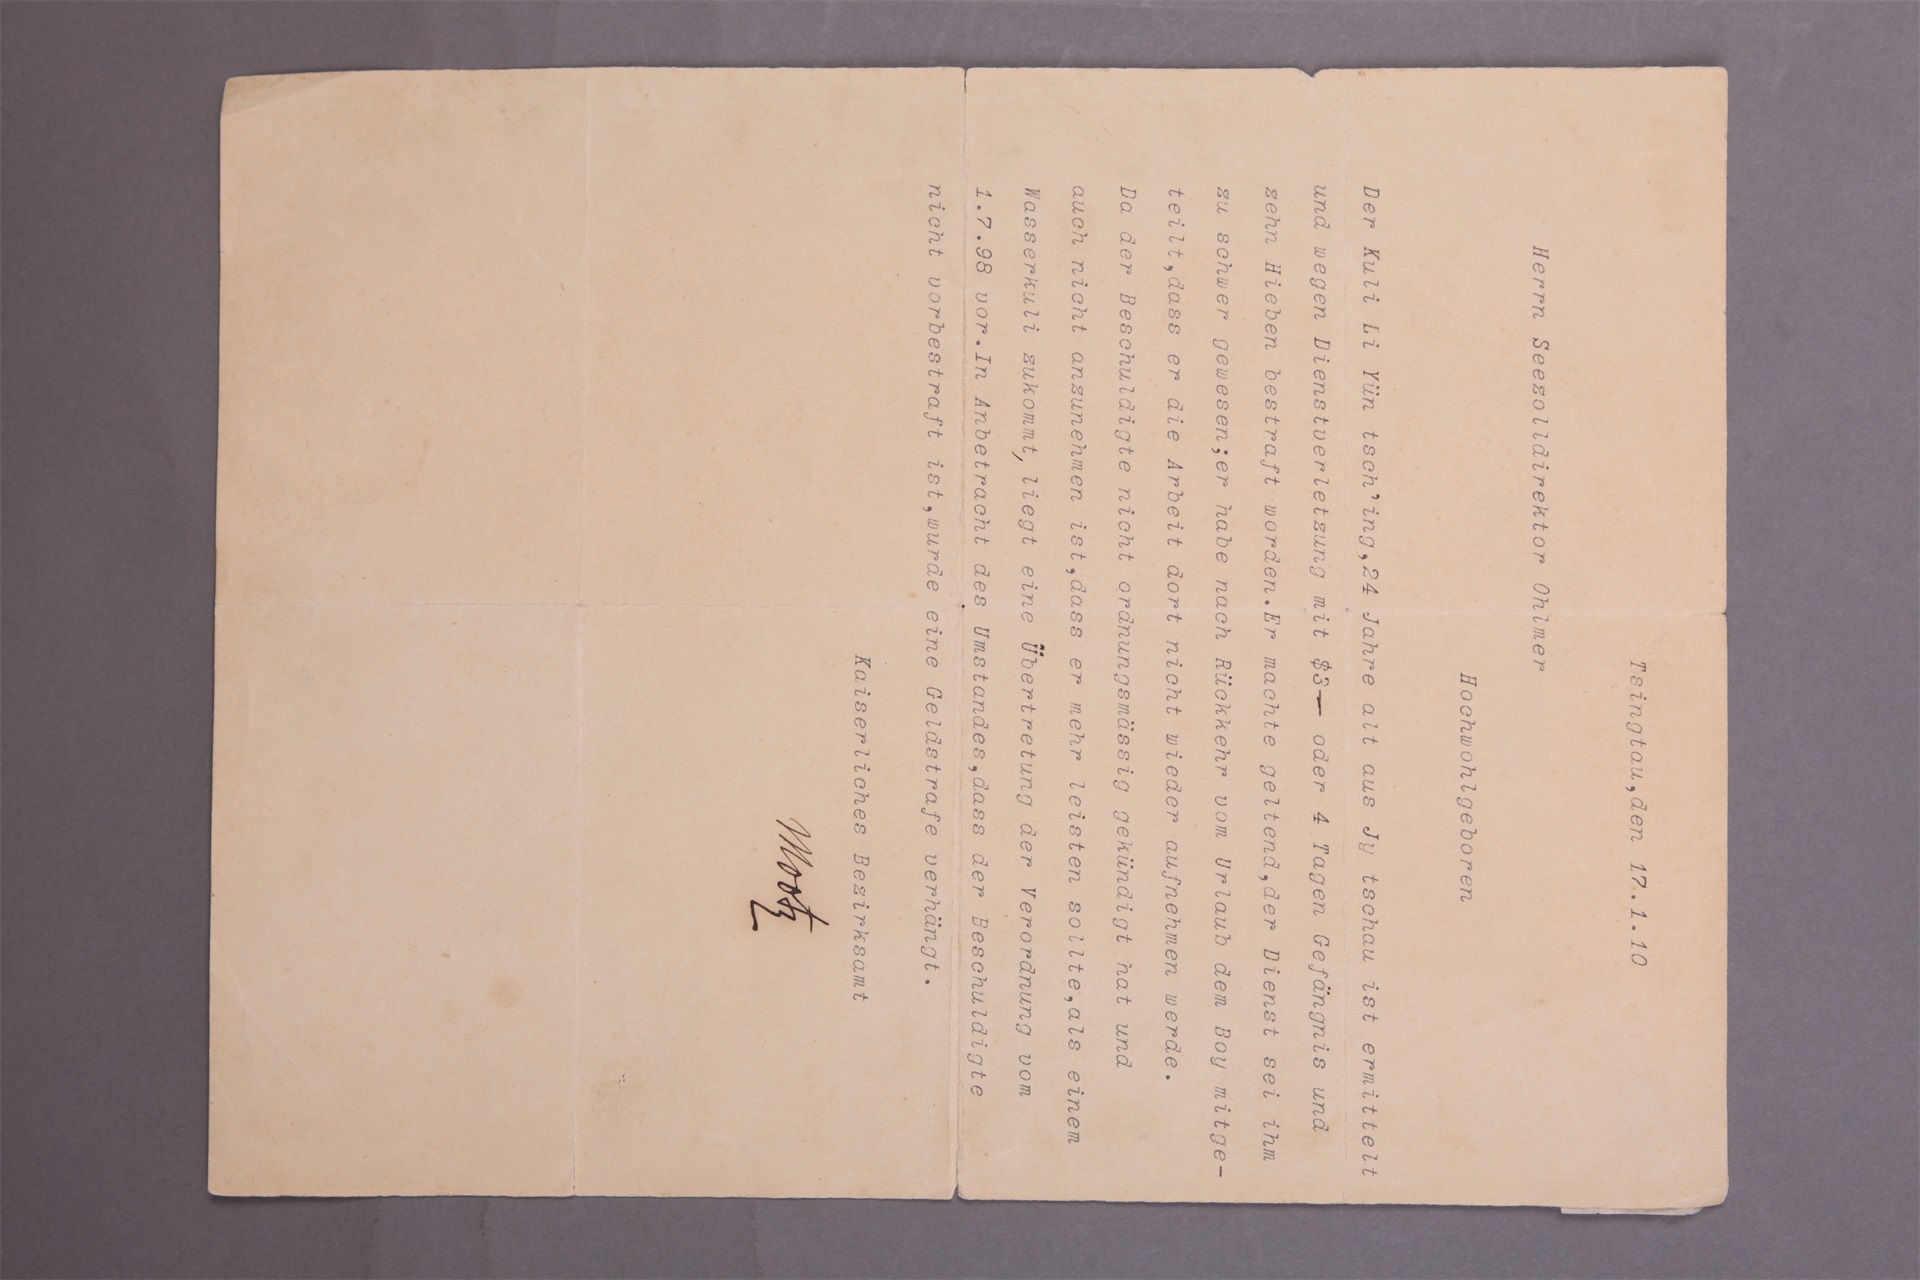 Tsingtau,den 17.1.10
Herrn Seezolldirektor Ohlmer
Hochwohlgeboren
Der Kuli Li Yün tsch'ing,24 Jahre alt aus Jy tschau ist ermittelt
und wegen Dienstverletzung mit $3— oder 4 Tagen Gefängnis und
zehn Hieben bestraft worden.Er machte geltend,der Dienst sei ihm
zu schwer gewesen;er habe nach Rückkehr vom Urlaub dem Boy mitge-
teilt,dass er die Arbeit dort nicht wieder aufnehmen werde.
Da der Beschuldigte nicht ordnungsmässig gekündigt hat und
auch nicht anzunehmen ist,dass er mehr leisten sollte,als einem
Wasserkuli zukommt, liegt eine Übertretung der Verordnung vom
1.7.98 vor.In Anbetracht des Umstandes,dass der Beschuldigte
nicht vorbestraft ist,wurde eine Geldstrafe verhängt.
Kaiserliches Bezirksamt
Mootz